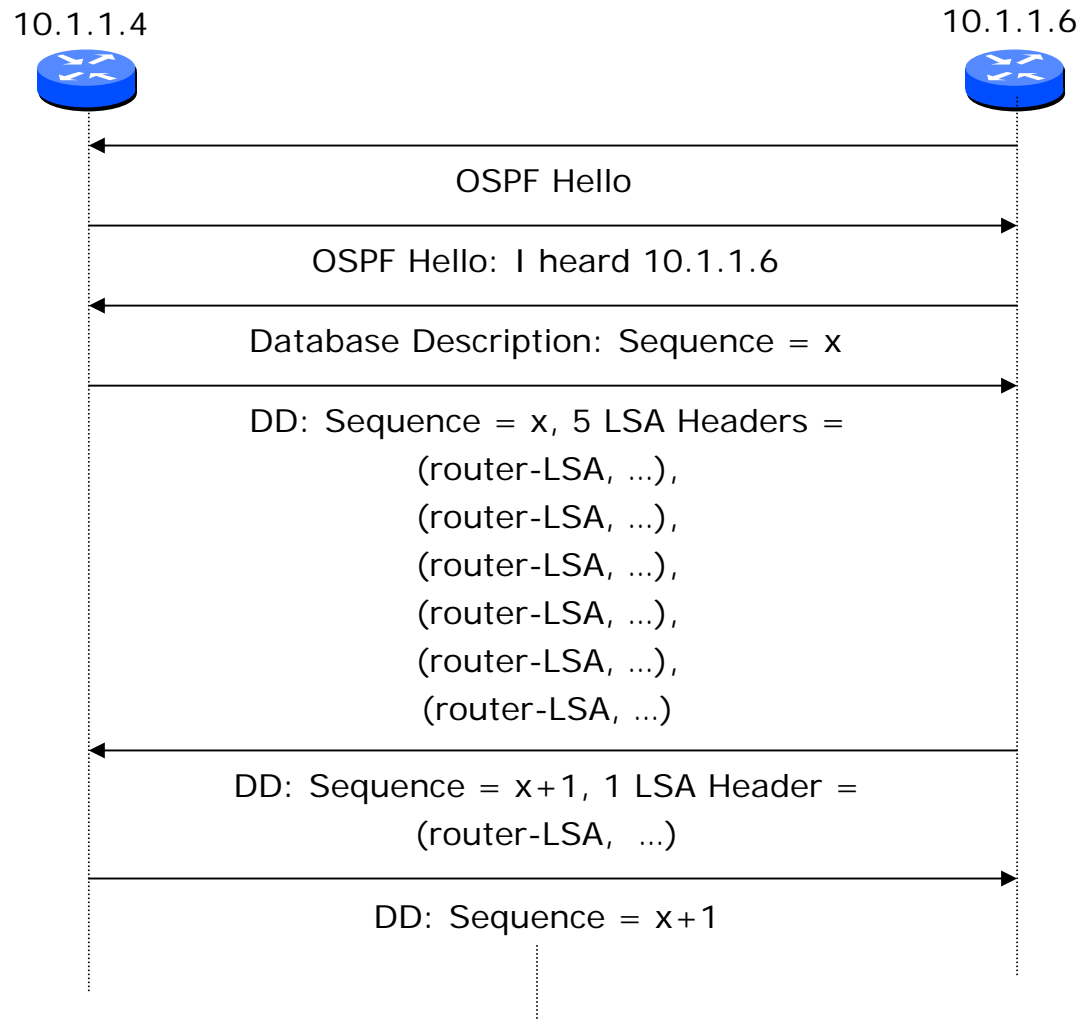 10.1.1.4
10.1.1.6
OSPF Hello
OSPF Hello: I heard 10.1.1.6
Database Description: Sequence = x
DD: Sequence = x, 5 LSA Headers =
(router-LSA, ...),
(router-LSA, ...),
(router-LSA, ...),
(router-LSA, ...),
(router-LSA, ...),
(router-LSA, ...)
DD: Sequence = x+1, 1 LSA Header =
(router-LSA, ...)
DD: Sequence = x+1